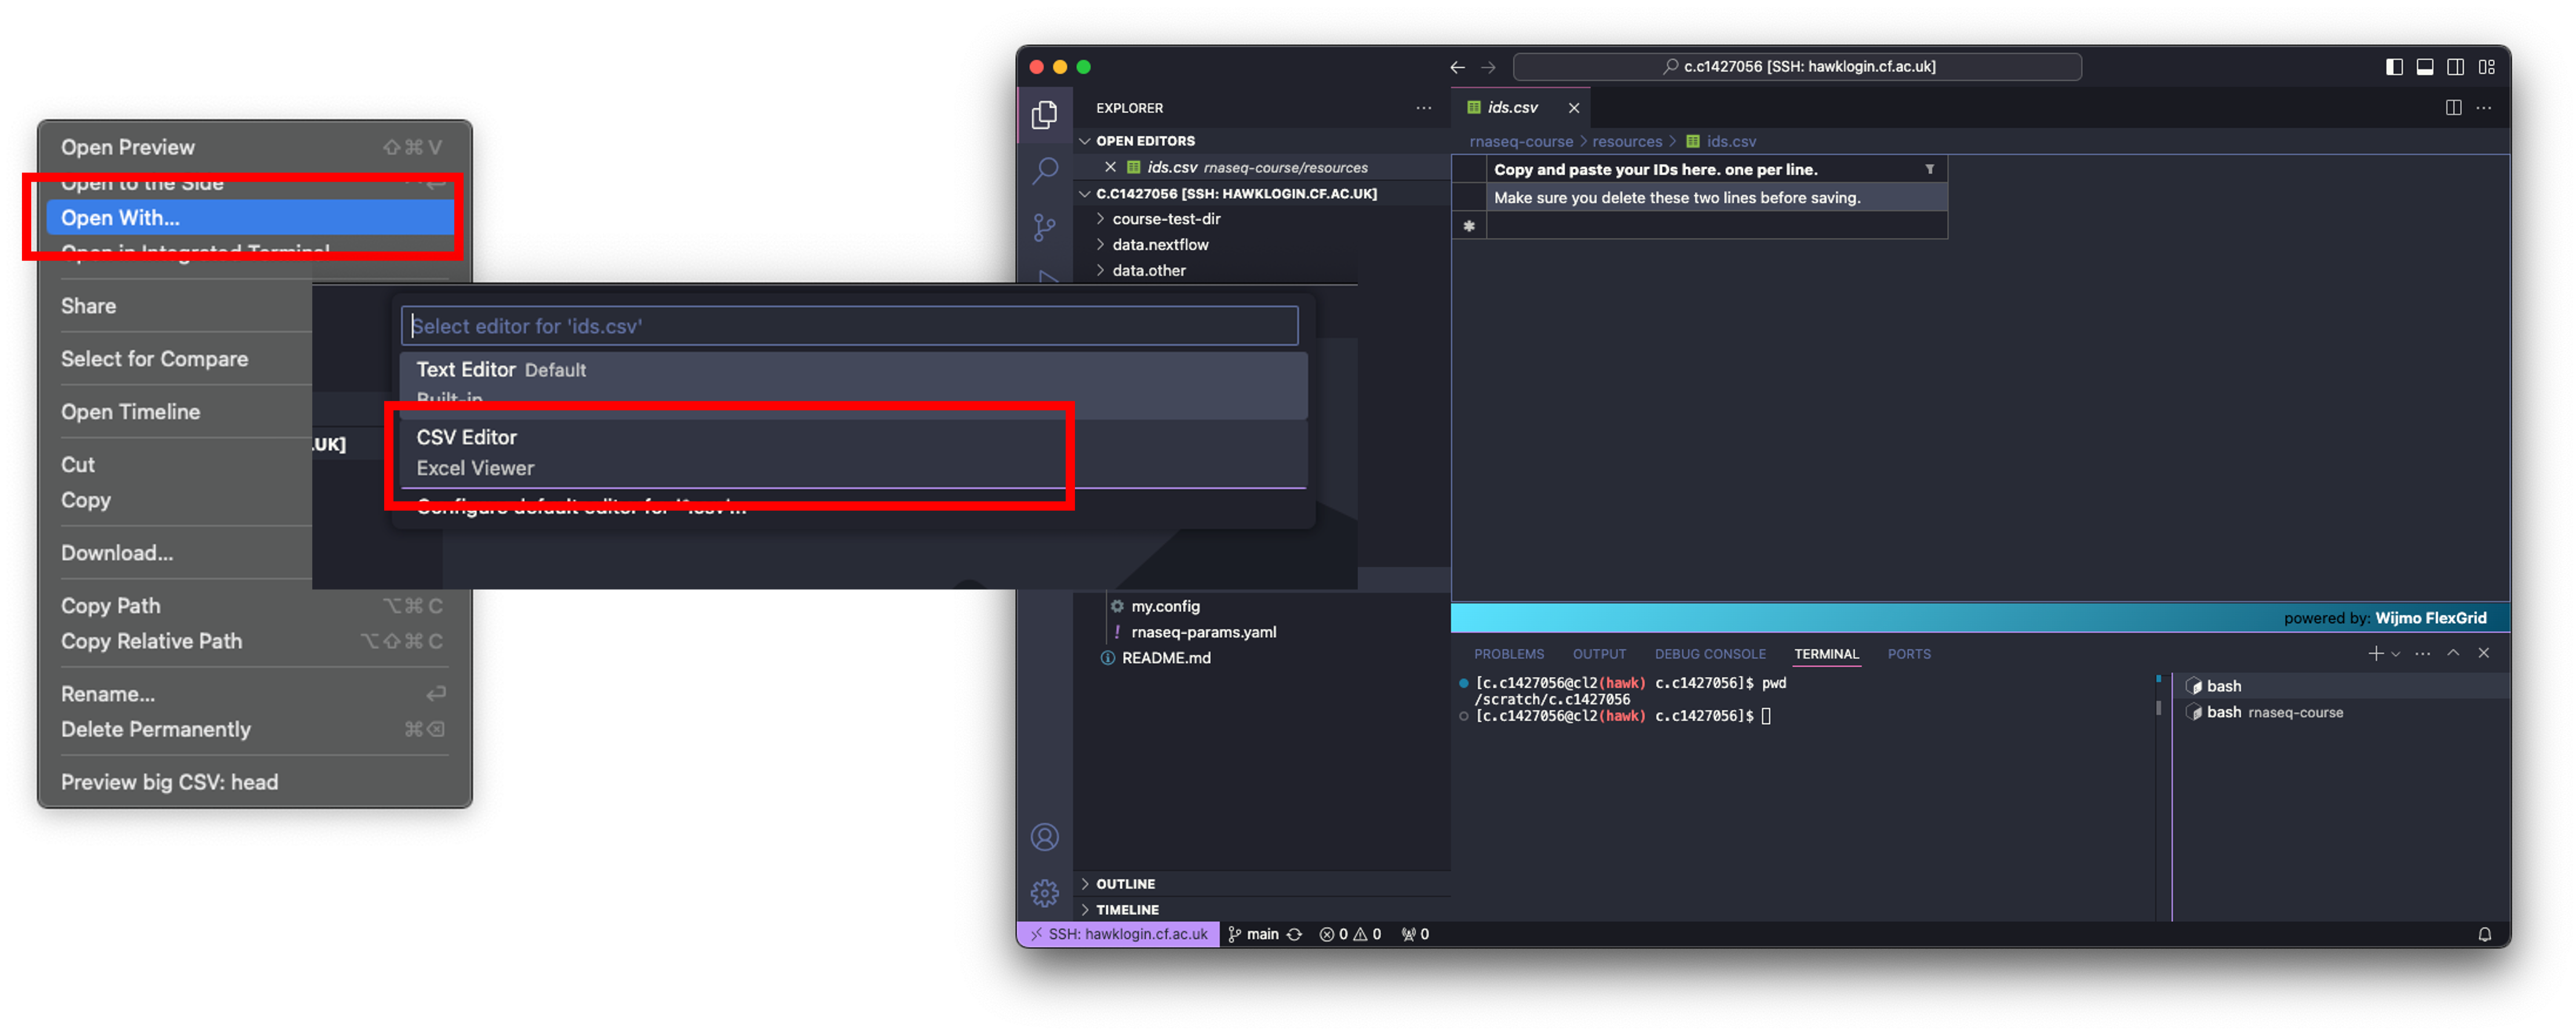 Open Preview ⇧⌘V
Open to the Side ^↩
Open With...
Open in Integrated Terminal
Share
Select for Compare
Open Timeline
Cut
Copy
Download...
Copy Path ⌥⌘C
Copy Relative Path ⌥⇧⌘C
Rename... ↩
Delete Permanently ⌘⌫
Preview big CSV: head
.UK]
Select editor for 'ids.csv'
Text Editor Default
Built-in
CSV Editor
Excel Viewer
Configure default editor for '*.csv'...
c.c1427056 [SSH: hawklogin.cf.ac.uk]
EXPLORER
OPEN EDITORS
ids.csv rnaseq-course/resources
C.C1427056 [SSH: HAWKLOGIN.CF.AC.UK]
course-test-dir
data.nextflow
data.other
my.config
! rnaseq-params.yaml
README.md
OUTLINE
TIMELINE
ids.csv
rnaseq-course > resources > ids.csv
Copy and paste your IDs here. one per line.
Make sure you delete these two lines before saving.
powered by: Wijmo FlexGrid
PROBLEMS OUTPUT DEBUG CONSOLE TERMINAL PORTS
[c.c1427056@cl2(hawk) c.c1427056]$ pwd
/scratch/c.c1427056
[c.c1427056@cl2(hawk) c.c1427056]$
bash
bash rnaseq-course
SSH: hawklogin.cf.ac.uk main 0 0 0